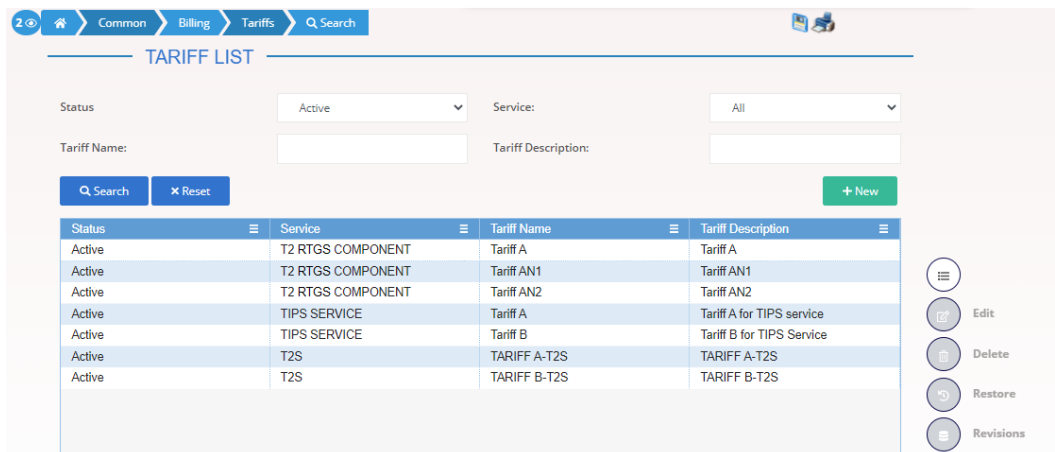 2 Common Billing Tariffs Search
TARIFF LIST
Status Active Service: All
Tariff Name: Tariff Description:
Search Reset New
Status Service Tariff Name Tariff Description
Active T2 RTGS COMPONENT Tariff A Tariff A
Active T2 RTGS COMPONENT Tariff AN1 Tariff AN1
Active T2 RTGS COMPONENT Tariff AN2 Tariff AN2
Active TIPS SERVICE Tariff A Tariff A for TIPS service
Active TIPS SERVICE Tariff B Tariff B for TIPS Service
Active T2S TARIFF A-T2S TARIFF A-T2S
Active T2S TARIFF B-T2S TARIFF B-T2S
Edit
Delete
Restore
Revisions